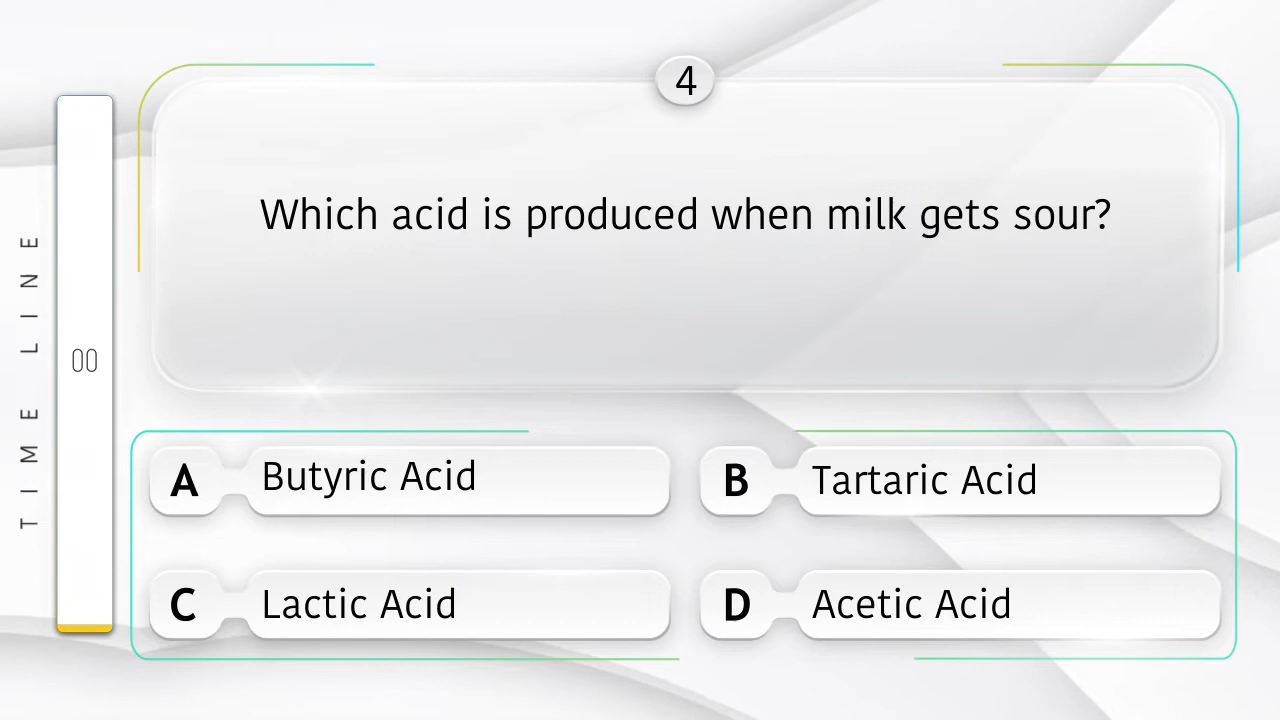 4
Which acid is produced when milk gets sour?
TIME LINE
00
A Butyric Acid
B Tartaric Acid
C Lactic Acid
D Acetic Acid